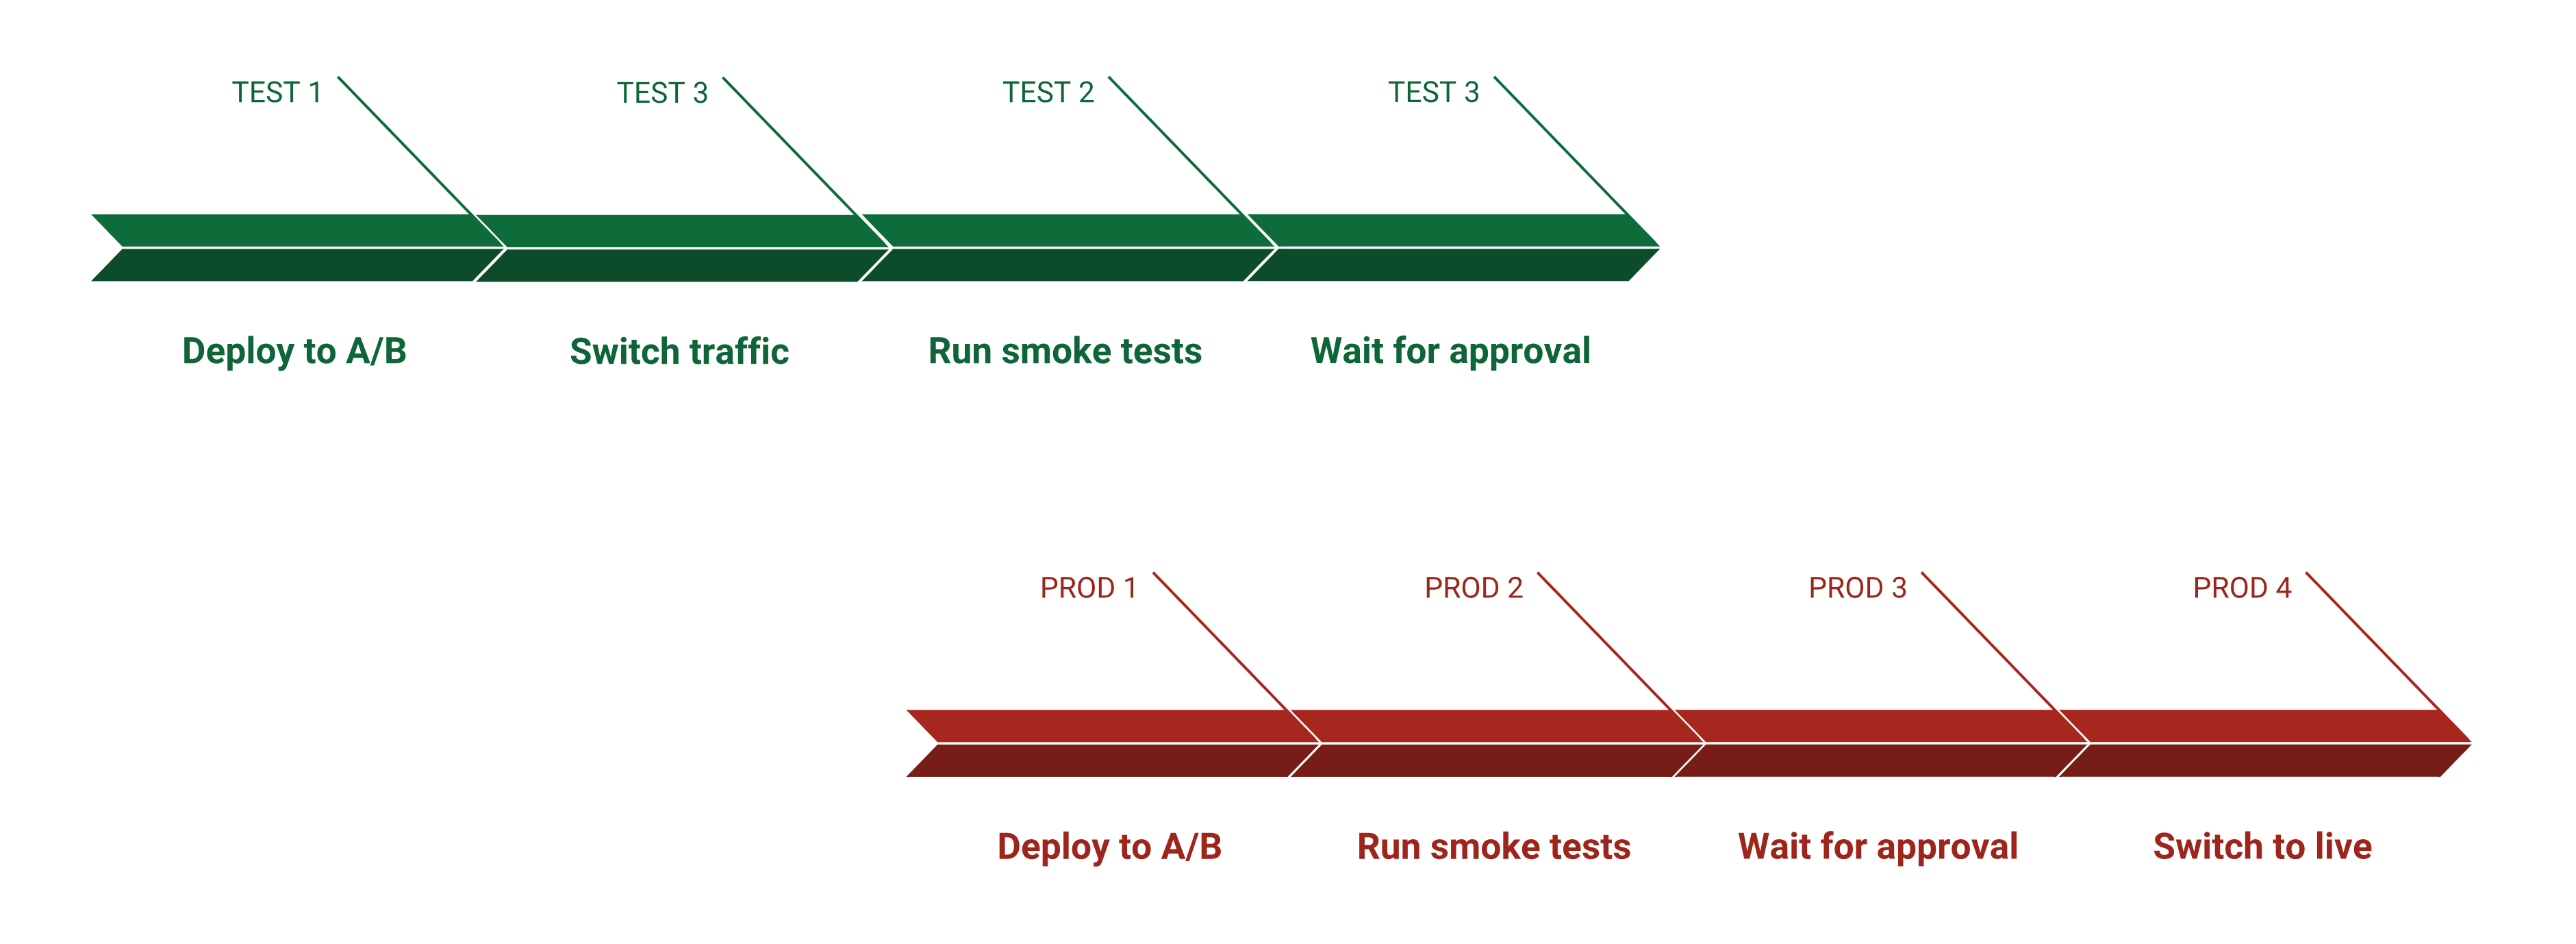 TEST 1
TEST 3
TEST 2
TEST 3
Deploy to A/B
Switch traffic
Run smoke tests
Wait for approval
PROD 1
PROD 2
PROD 3
PROD 4
Deploy to A/B
Run smoke tests
Wait for approval
Switch to live